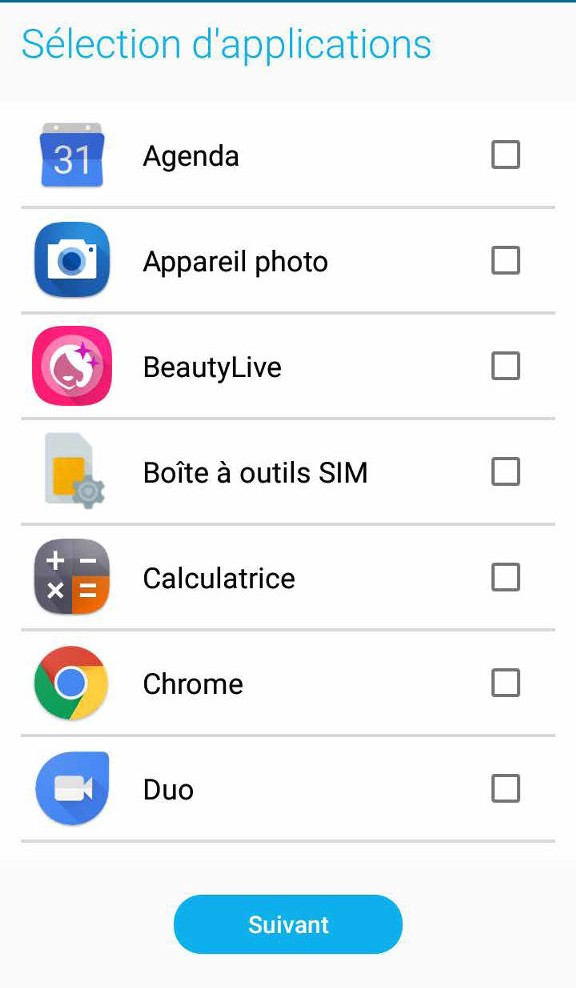 Sélection d'applications
31
Agenda
Appareil photo
BeautyLive
Boîte à outils SIM
Calculatrice
Chrome
Duo
Suivant